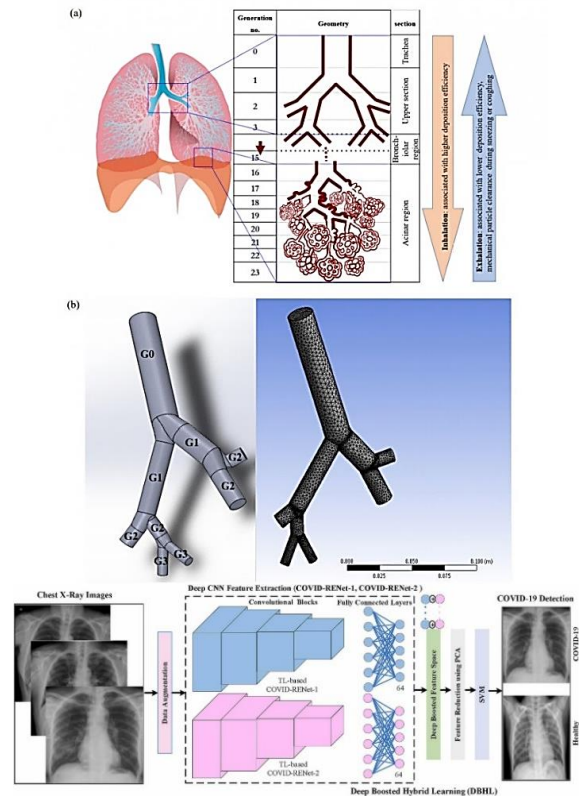 (a)
Generation no.
Geometry
section
0
1
2
3
15
16
17
18
19
20
21
22
23
Trachea
Upper section
Bronch-
iolar
region
Acinar region
Inhalation: associated with higher deposition efficiency
Exhalation: associated with lower deposition efficiency,
mechanical particle clearance during sneezing or coughing
(b)
G0
G1
G1
G2
G2
G2
G2
G3
G3
0.000
0.050
0.100 (m)
Deep CNN Feature Extraction (COVID-RENet-1, COVID-RENet-2 )
Chest X-Ray Images
Convolutional Blocks
Fully Connected Layers
COVID-19 Detection
Data Augmentation
TL-based
COVID-RENet-1
64
TL-based
COVID-RENet-2
64
Deep Boosted Feature Space
Feature Reduction using PCA
SVM
COVID-19
Healthy
Deep Boosted Hybrid Learning (DBHL)